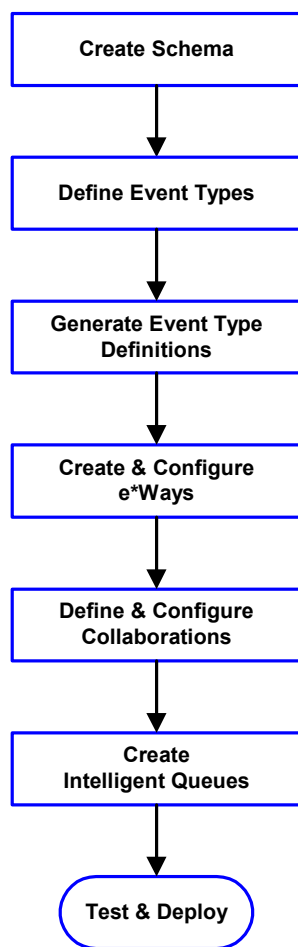 Create Schema
Define Event Types
Generate Event Type
Definitions
Create & Configure
e*Ways
Define & Configure
Collaborations
Create
Intelligent Queues
Test & Deploy